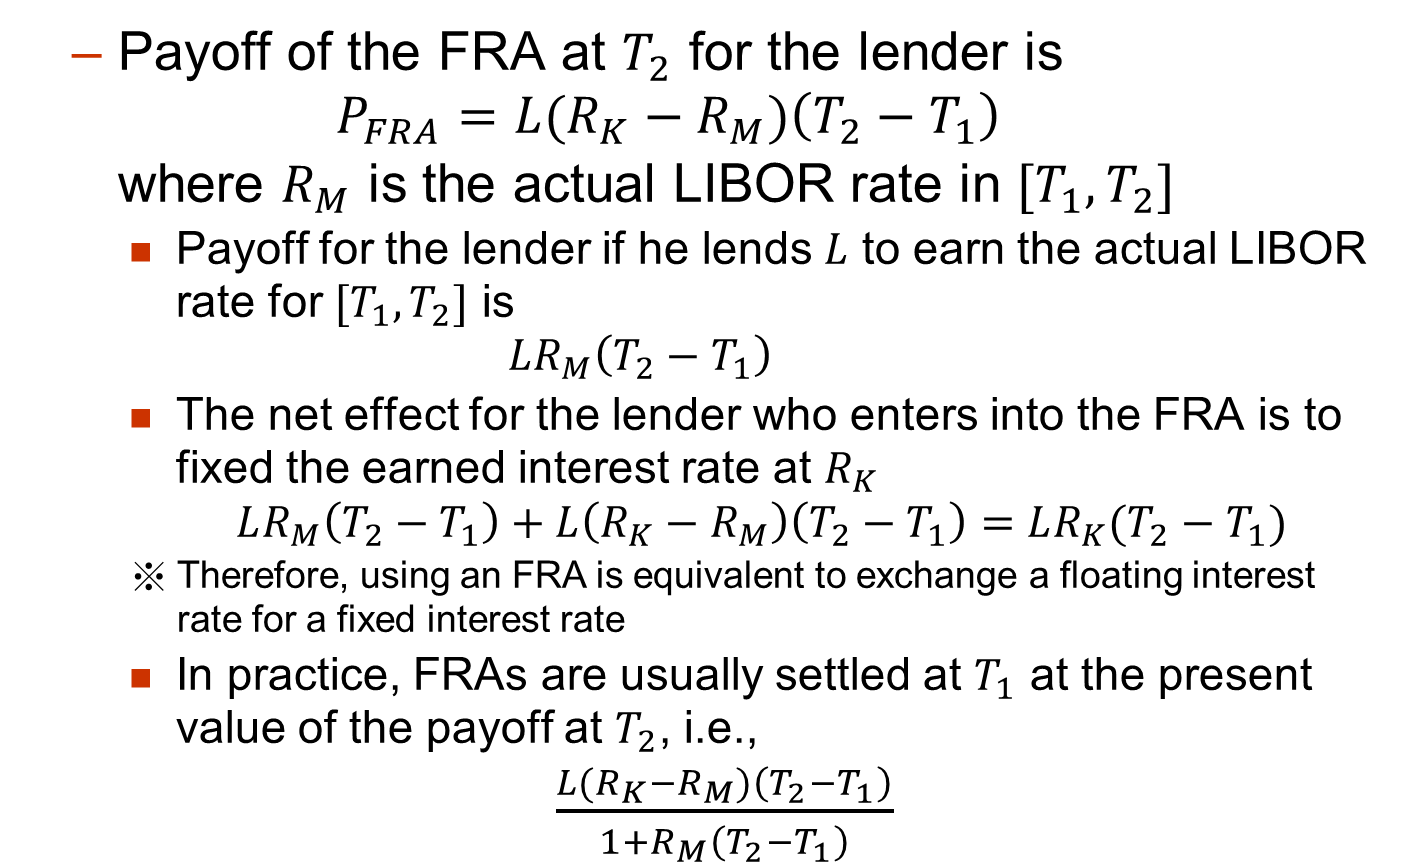 – Payoff of the FRA at T₂ for the lender is
P_FRA = L(R_K − R_M)(T₂ − T₁)
where R_M is the actual LIBOR rate in [T₁, T₂]
■ Payoff for the lender if he lends L to earn the actual LIBOR
rate for [T₁, T₂] is
LR_M(T₂ − T₁)
■ The net effect for the lender who enters into the FRA is to
fixed the earned interest rate at R_K
LR_M(T₂ − T₁) + L(R_K − R_M)(T₂ − T₁) = LR_K(T₂ − T₁)
※ Therefore, using an FRA is equivalent to exchange a floating interest
rate for a fixed interest rate
■ In practice, FRAs are usually settled at T₁ at the present
value of the payoff at T₂, i.e.,
L(R_K−R_M)(T₂−T₁)
1+R_M(T₂−T₁)